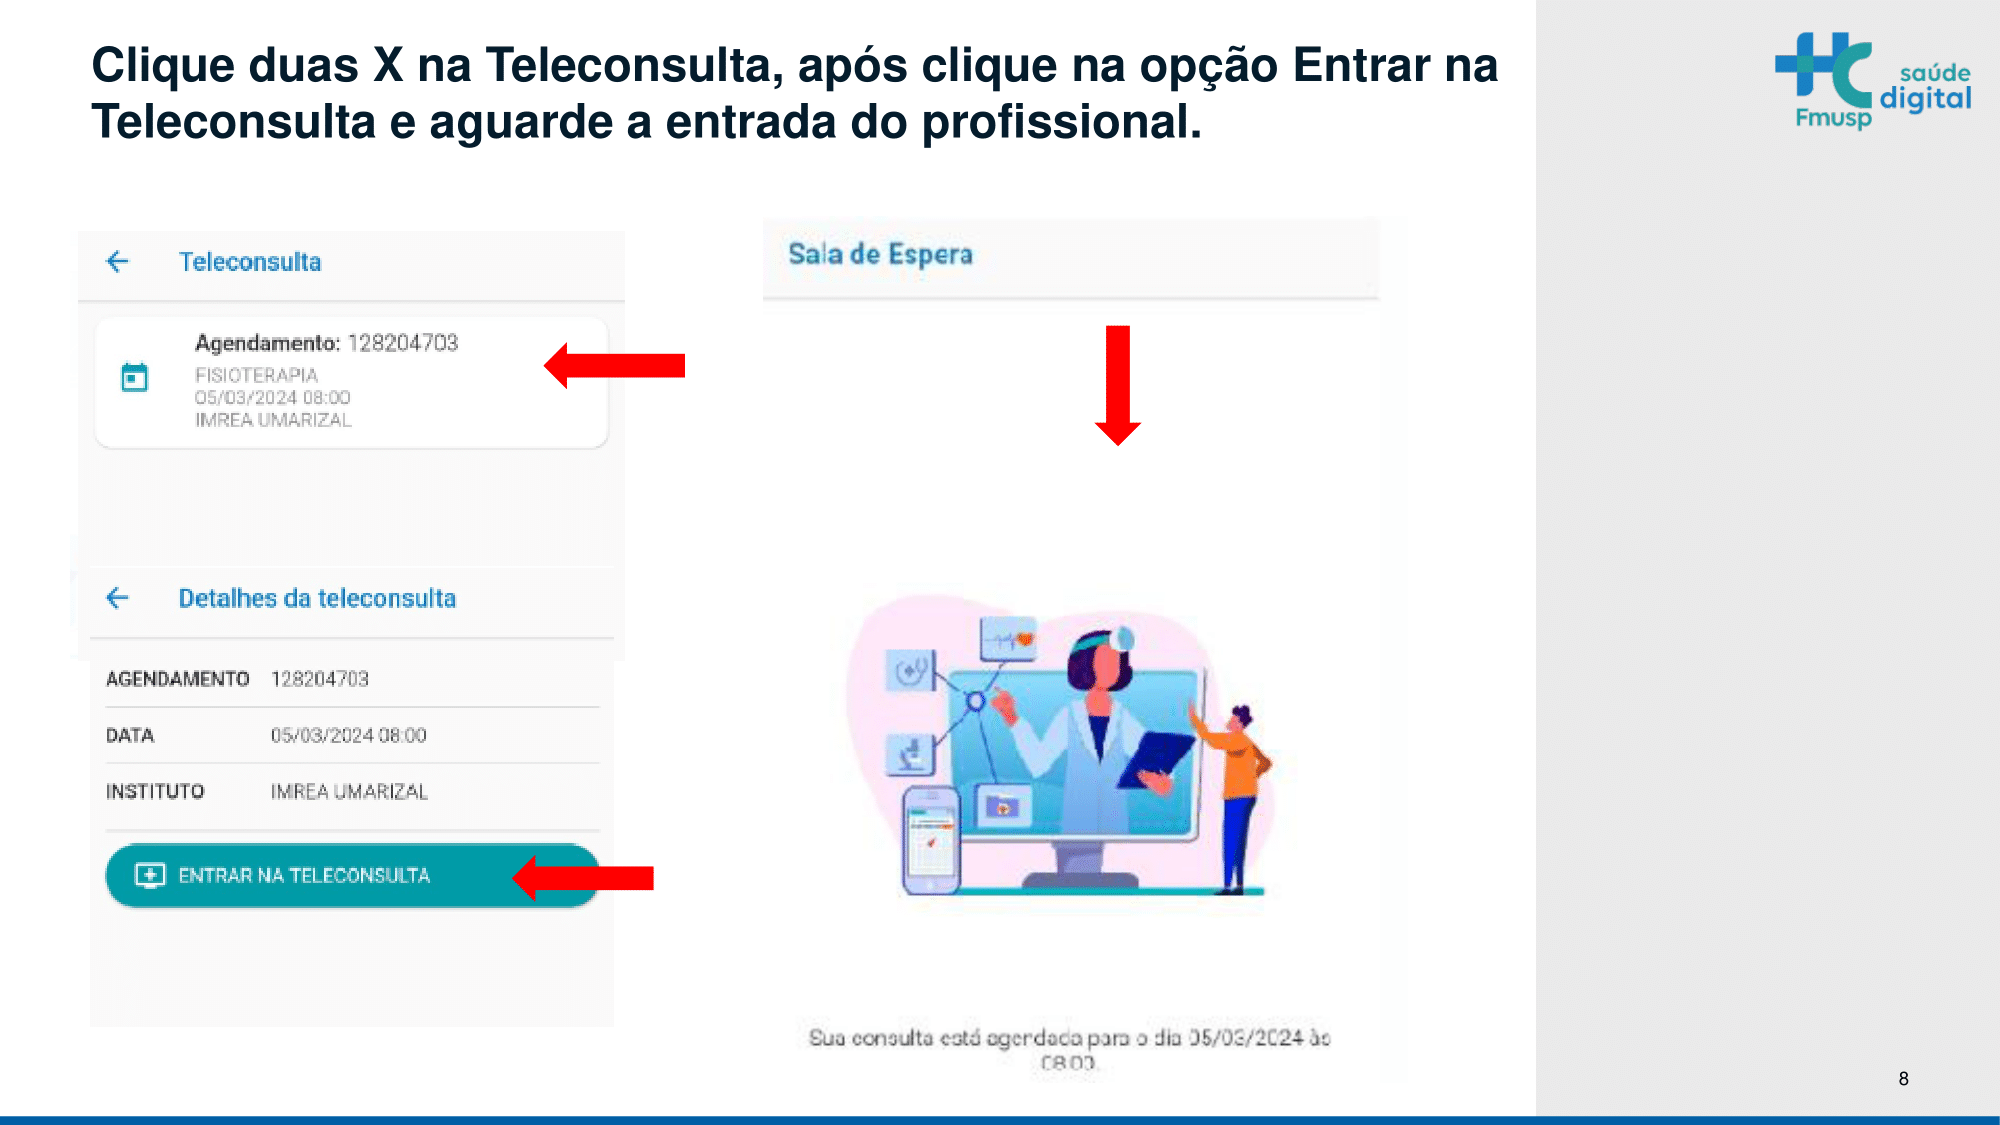 Clique duas X na Teleconsulta, após clique na opção Entrar na
Teleconsulta e aguarde a entrada do profissional.
saúde
digital
Fmusp
Teleconsulta
Agendamento: 128204703
FISIOTERAPIA
05/03/2024 08:00
IMREA UMARIZAL
Detalhes da teleconsulta
AGENDAMENTO 128204703
DATA 05/03/2024 08:00
INSTITUTO IMREA UMARIZAL
ENTRAR NA TELECONSULTA
Sala de Espera
Sua consulta está agendada para o dia 05/03/2024 às
08:00.
8